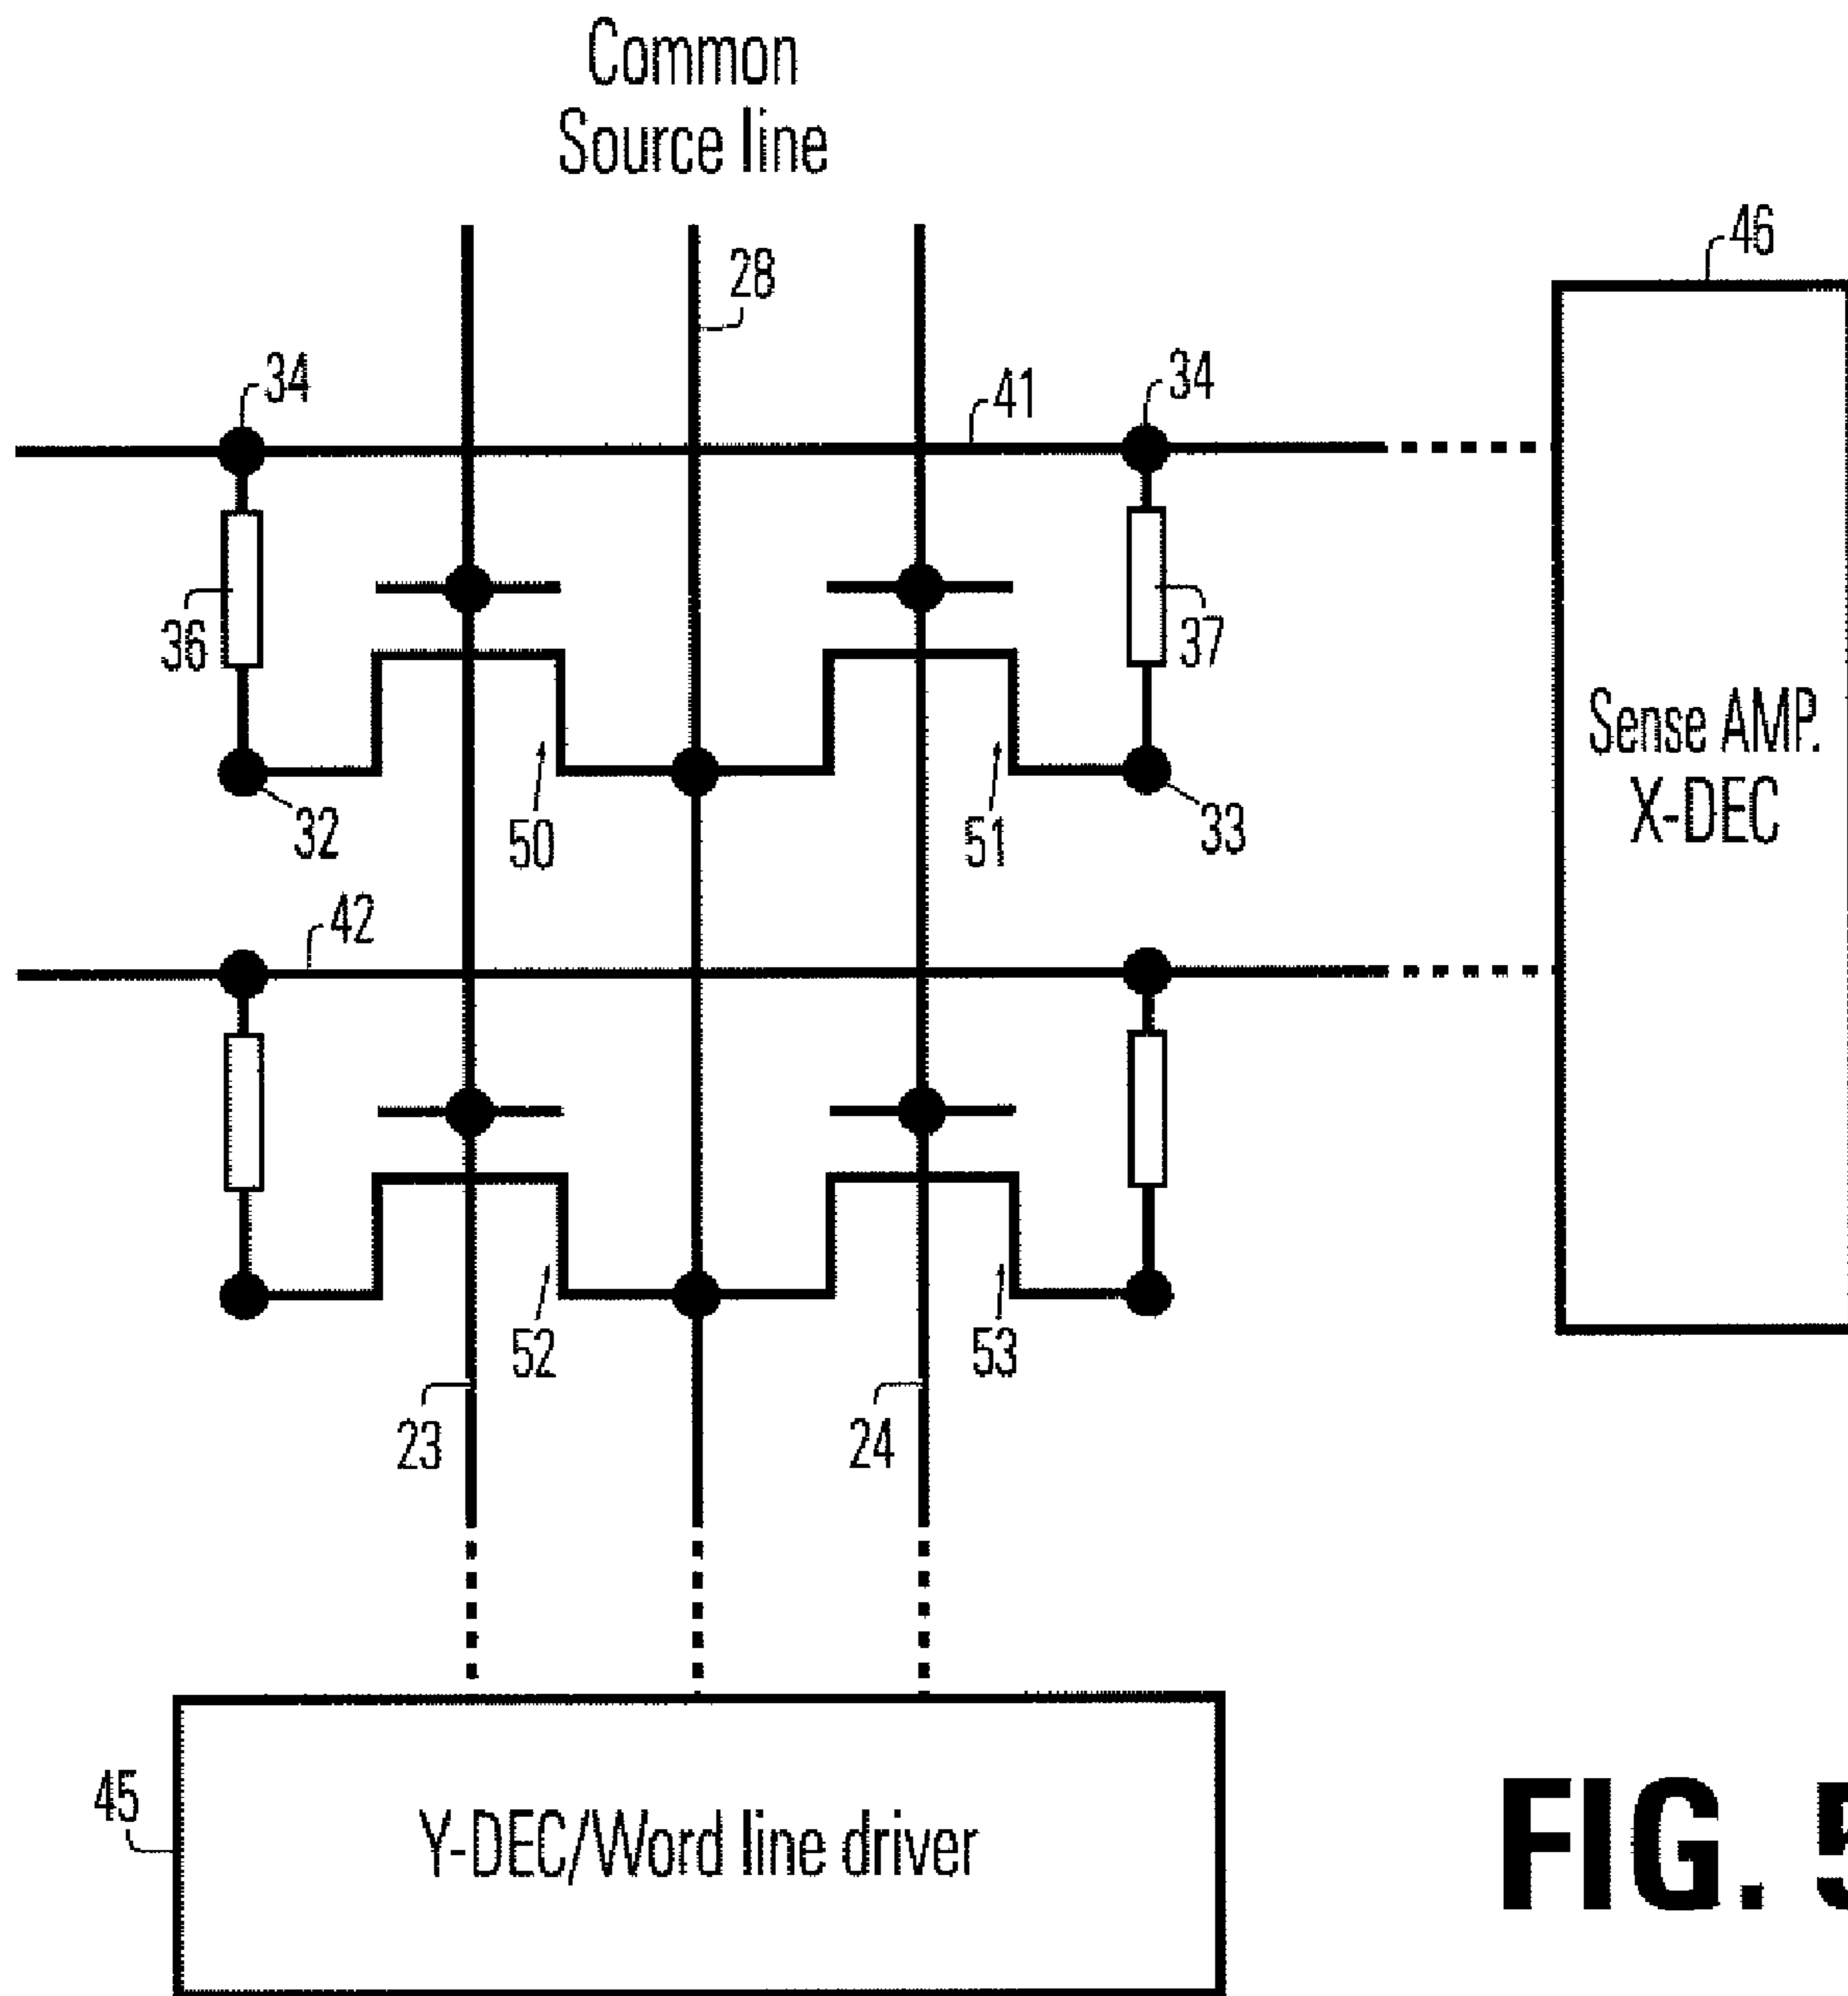 Common
Source line
46
28
34
41
34
36
37
Sense AMP.
X-DEC
32
50
51
33
42
52
53
23
24
45
Y-DEC/Word line driver
FIG. 5